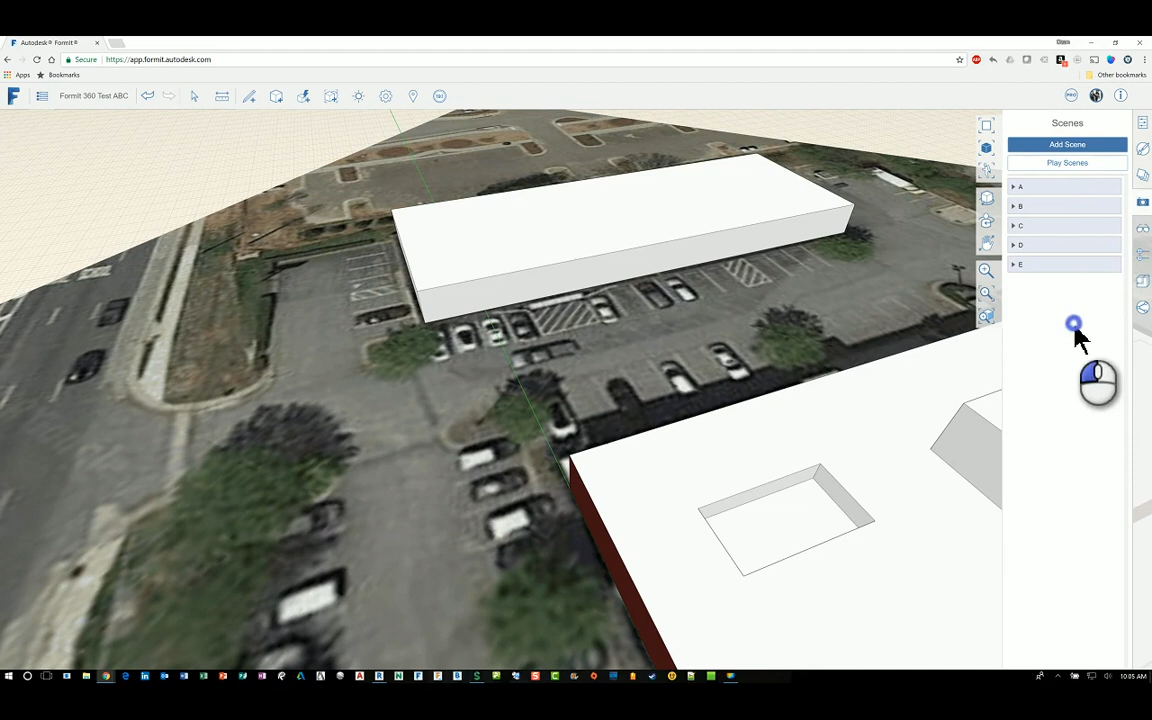 Autodesk® FormIt®
Secure
https://app.formit.autodesk.com
Apps
Bookmarks
Other bookmarks
FormIt 360 Test ABC
PRO
Scenes
Add Scene
Play Scenes
A
B
C
D
E
10:05 AM